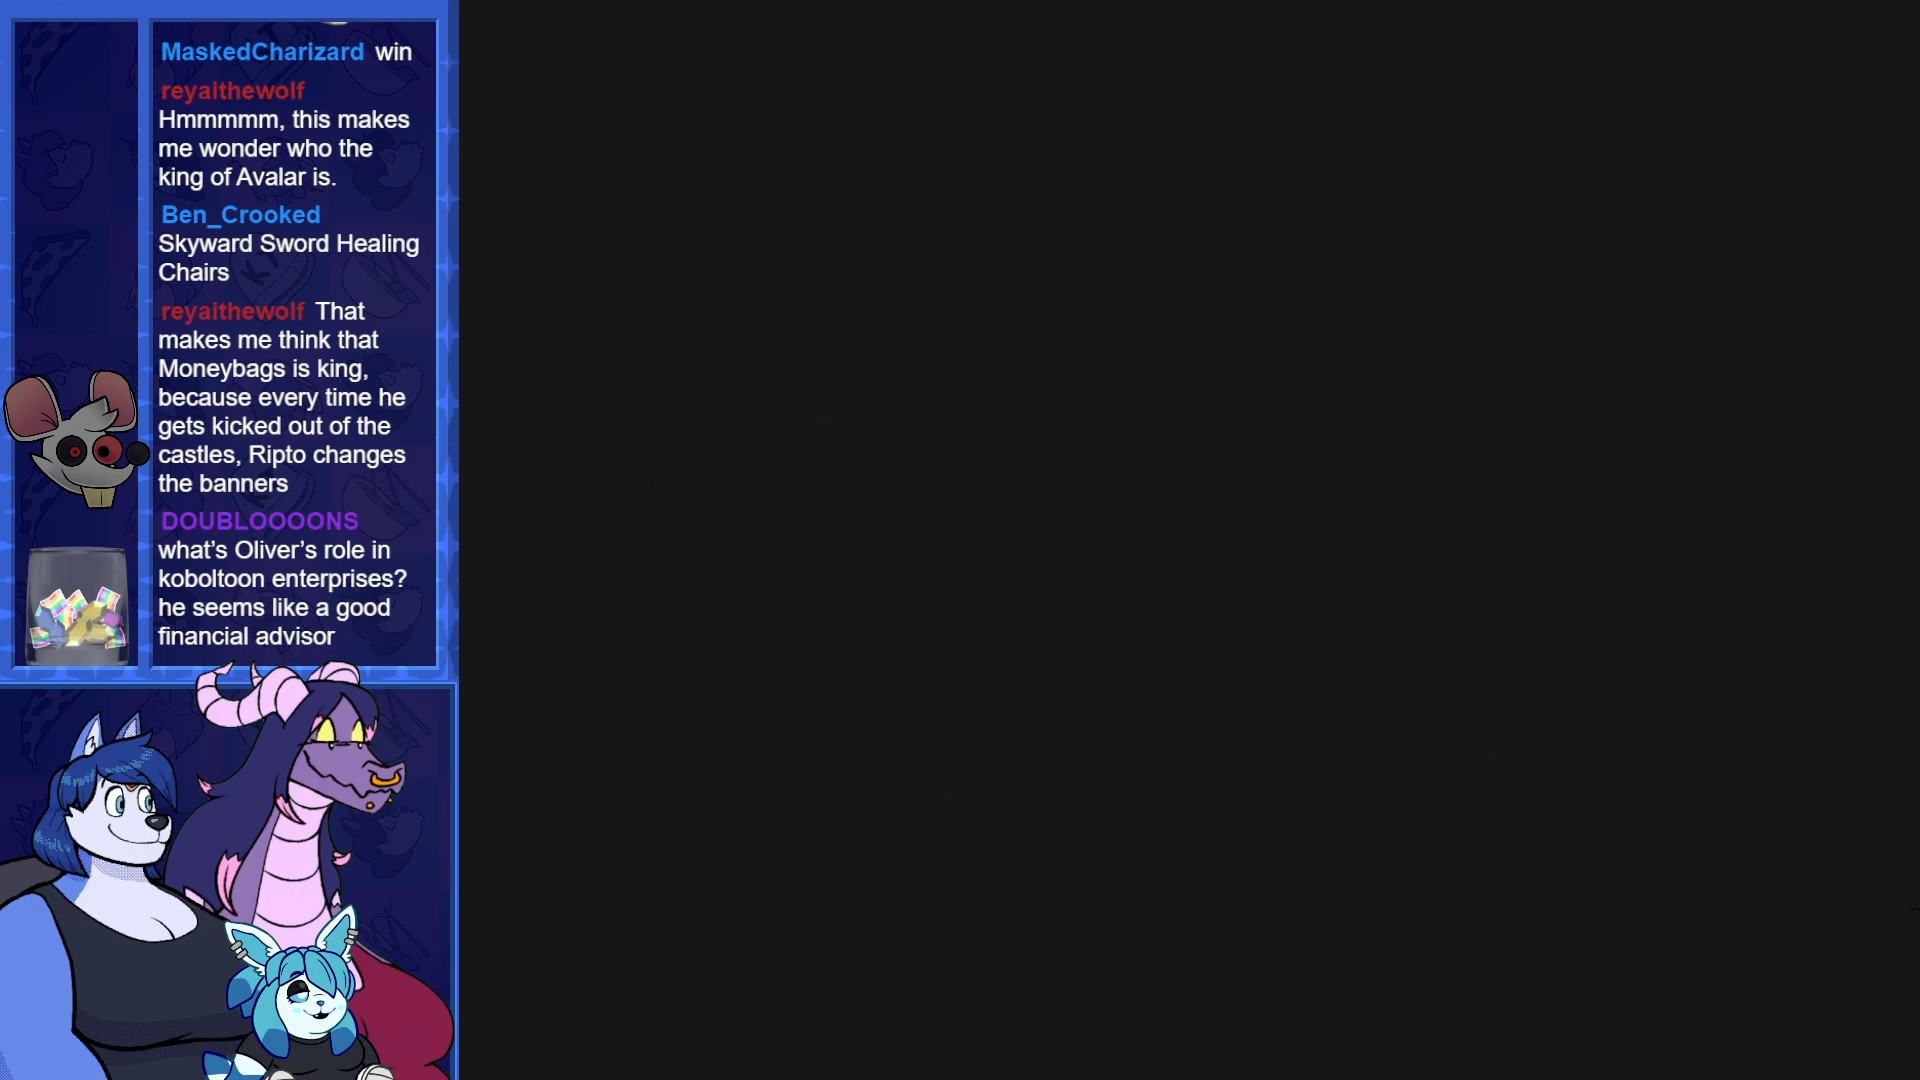 MaskedCharizard win
reyaithewolf
Hmmmmm, this makes
me wonder who the
king of Avalar is.
Ben_Crooked
Skyward Sword Healing
Chairs
reyaithewolf That
makes me think that
Moneybags is king,
because every time he
gets kicked out of the
castles, Ripto changes
the banners
DOUBLOOOONS
what’s Oliver’s role in
koboltoon enterprises?
he seems like a good
financial advisor